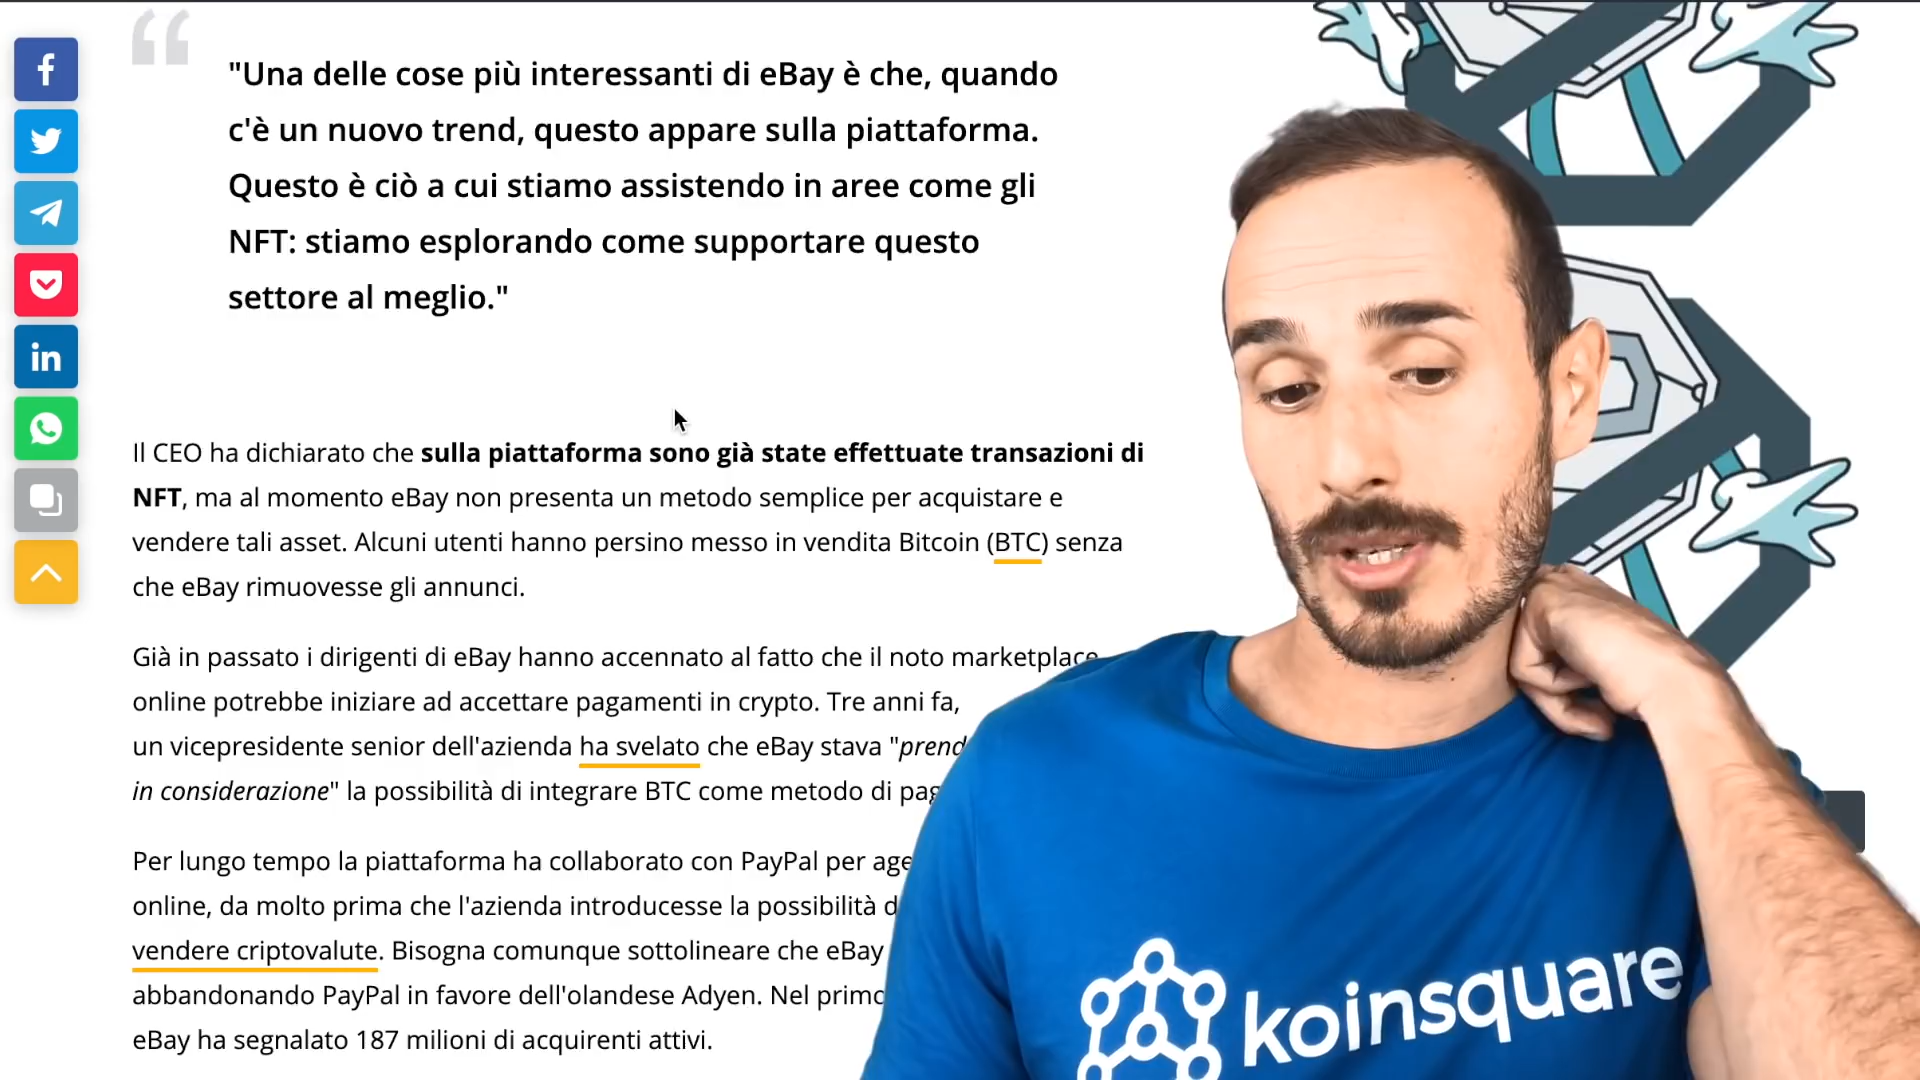 "Una delle cose più interessanti di eBay è che, quando
c'è un nuovo trend, questo appare sulla piattaforma.
Questo è ciò a cui stiamo assistendo in aree come gli
NFT: stiamo esplorando come supportare questo
settore al meglio."
Il CEO ha dichiarato che sulla piattaforma sono già state effettuate transazioni di
NFT, ma al momento eBay non presenta un metodo semplice per acquistare e
vendere tali asset. Alcuni utenti hanno persino messo in vendita Bitcoin (BTC) senza
che eBay rimuovesse gli annunci.
Già in passato i dirigenti di eBay hanno accennato al fatto che il noto marketplace
online potrebbe iniziare ad accettare pagamenti in crypto. Tre anni fa,
un vicepresidente senior dell'azienda ha svelato che eBay stava "prend
in considerazione" la possibilità di integrare BTC come metodo di pag
Per lungo tempo la piattaforma ha collaborato con PayPal per age
online, da molto prima che l'azienda introducesse la possibilità d
vendere criptovalute. Bisogna comunque sottolineare che eBay
abbandonando PayPal in favore dell'olandese Adyen. Nel primo
eBay ha segnalato 187 milioni di acquirenti attivi.
koinsquare